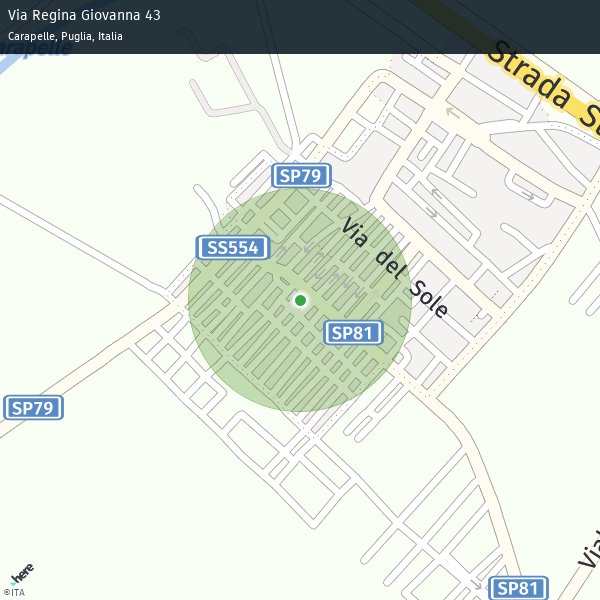 Via Regina Giovanna 43
Carapelle, Puglia, Italia
Carapelle
Strada
SP79
SS554
Via del Sole
SP81
SP79
SP81
here
©ITA